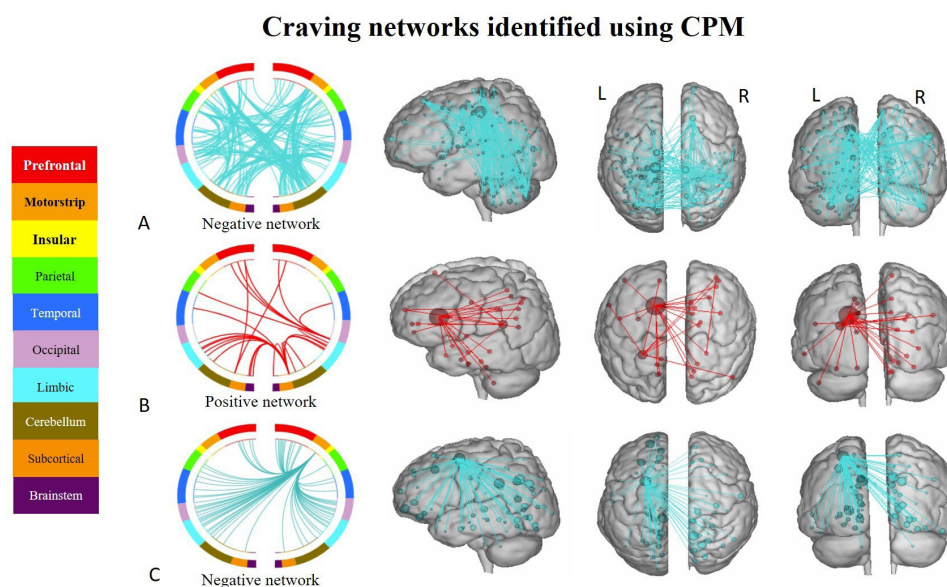 Craving networks identified using CPM
L
R
L
R
Prefrontal
Motorstrip
Insular
Parietal
Temporal
Occipital
Limbic
Cerebellum
Subcortical
Brainstem
A
Negative network
B
Positive network
C
Negative network